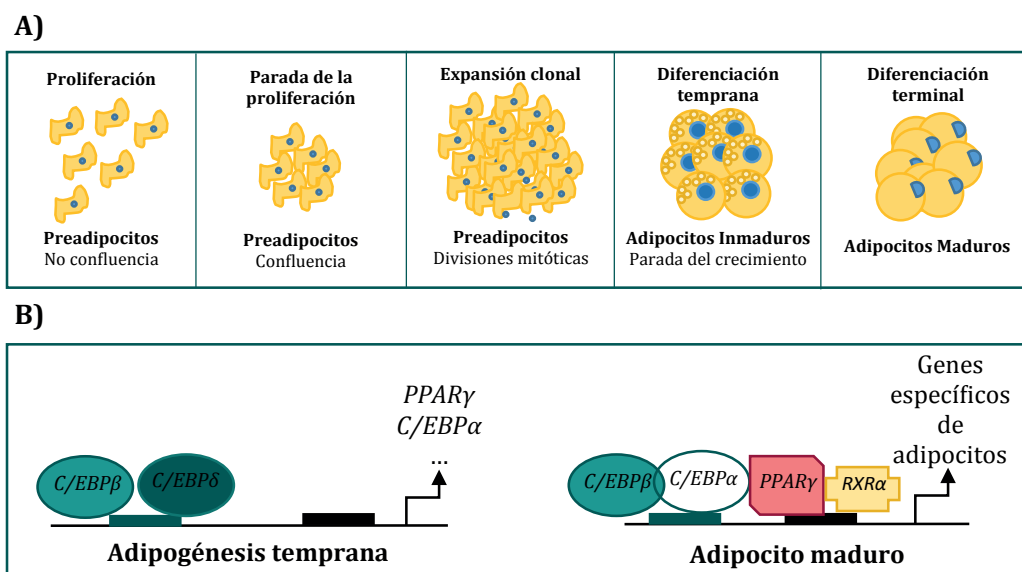 A)
Proliferación
Preadipocitos
No confluencia
Parada de la
proliferación
Preadipocitos
Confluencia
Expansión clonal
Preadipocitos
Divisiones mitóticas
Diferenciación
temprana
Adipocitos Inmaduros
Parada del crecimiento
Diferenciación
terminal
Adipocitos Maduros
B)
PPARγ
C/EBPα
...
C/EBPβ
C/EBPδ
Adipogénesis temprana
Genes
específicos
de
adipocitos
C/EBPβ
C/EBPα
PPARγ
RXRα
Adipocito maduro